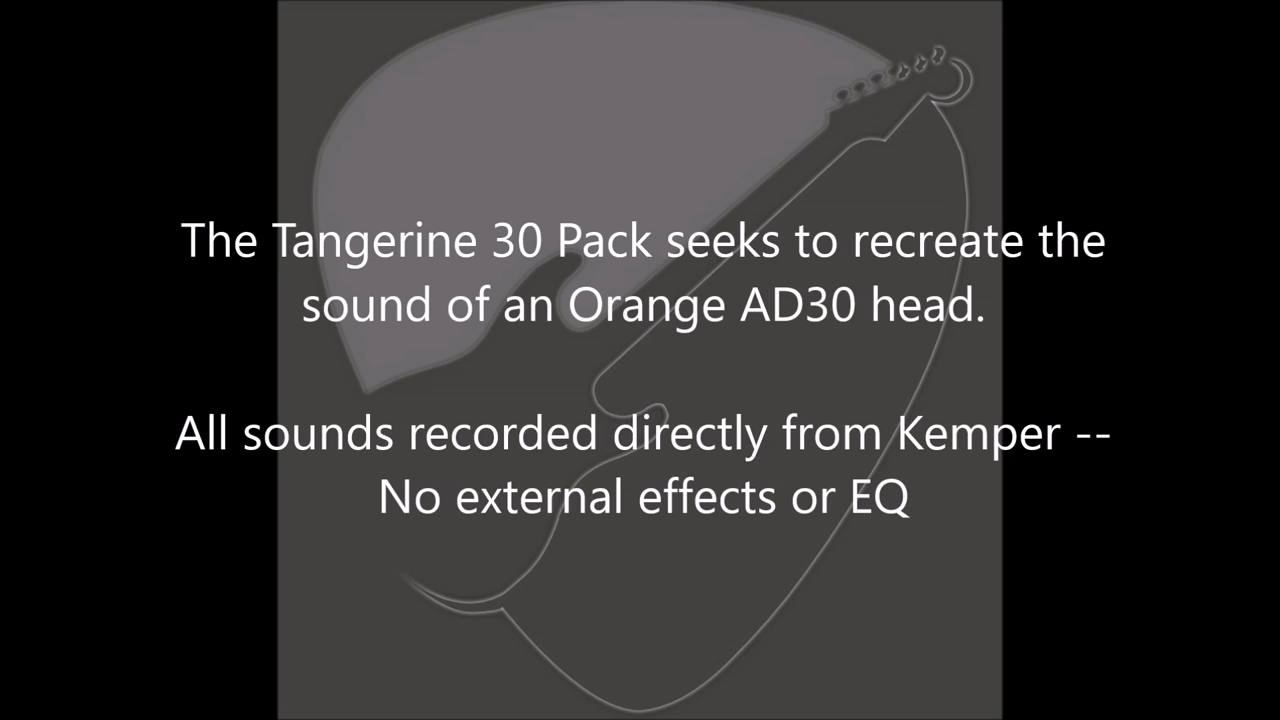 The Tangerine 30 Pack seeks to recreate the
sound of an Orange AD30 head.
All sounds recorded directly from Kemper --
No external effects or EQ